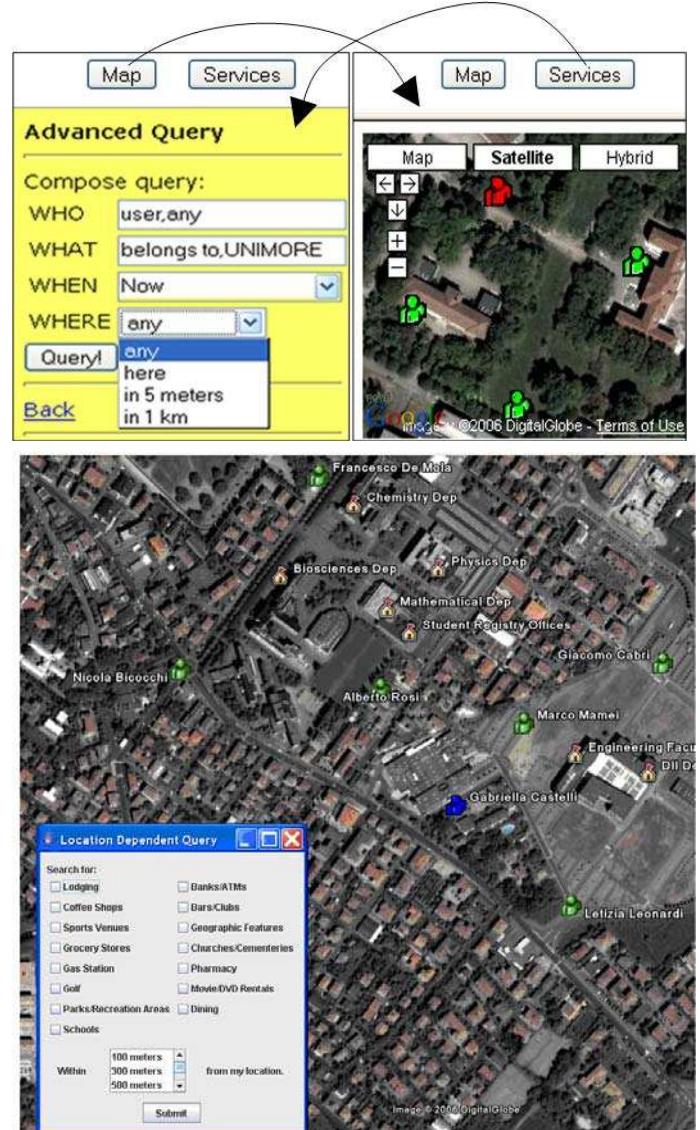 Map Services
Advanced Query
Compose query:
WHO user,any
WHAT belongs to,UNIMORE
WHEN Now
WHERE any
any
here
in 5 meters
in 1 km
Query!
Back
Map Services
Map Satellite Hybrid
Google
©2006 DigitalGlobe - Terms of Use
Francesco De Mola
Chemistry Dep
Biosciences Dep
Physics Dep
Mathematical Dep
Student Registry Offices
Giacomo Cabri
Nicola Bicocchi
Alberto Rosi
Marco Mamei
Engineering Facu
DII De
Gabriella Castelli
Letizia Leonardi
Location Dependent Query
Search for:
Lodging Banks/ATMs
Coffee Shops Bars/Clubs
Sports Venues Geographic Features
Grocery Stores Churches/Cementeries
Gas Station Pharmacy
Golf Movie/DVD Rentals
Parks/Recreation Areas Dining
Schools
100 meters
Within 300 meters from my location.
500 meters
Submit
Image © 2006 DigitalGlobe